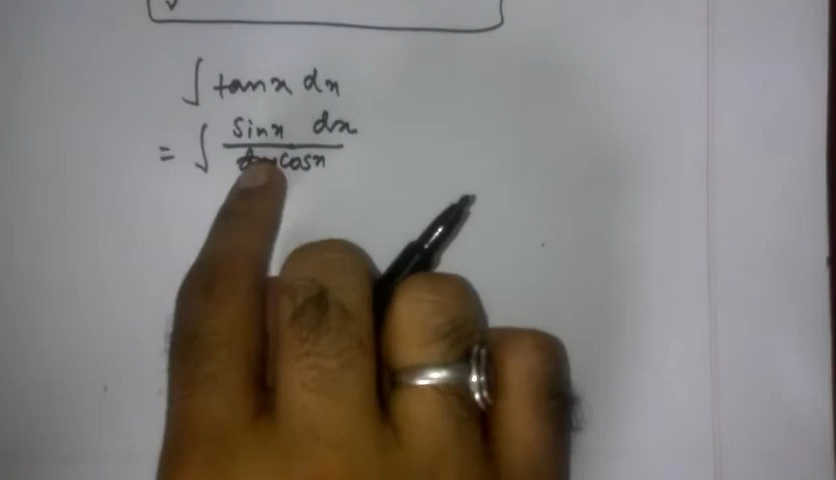 ∫ tanx dx
= ∫ sinx dx / cosx